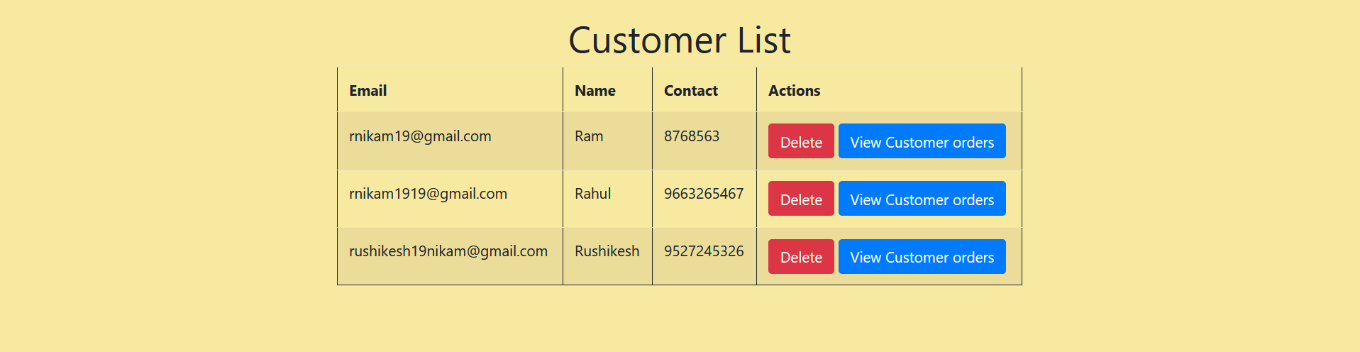 Customer List
Email Name Contact Actions
rnikam19@gmail.com Ram 8768563 Delete View Customer orders
rnikam1919@gmail.com Rahul 9663265467 Delete View Customer orders
rushikesh19nikam@gmail.com Rushikesh 9527245326 Delete View Customer orders